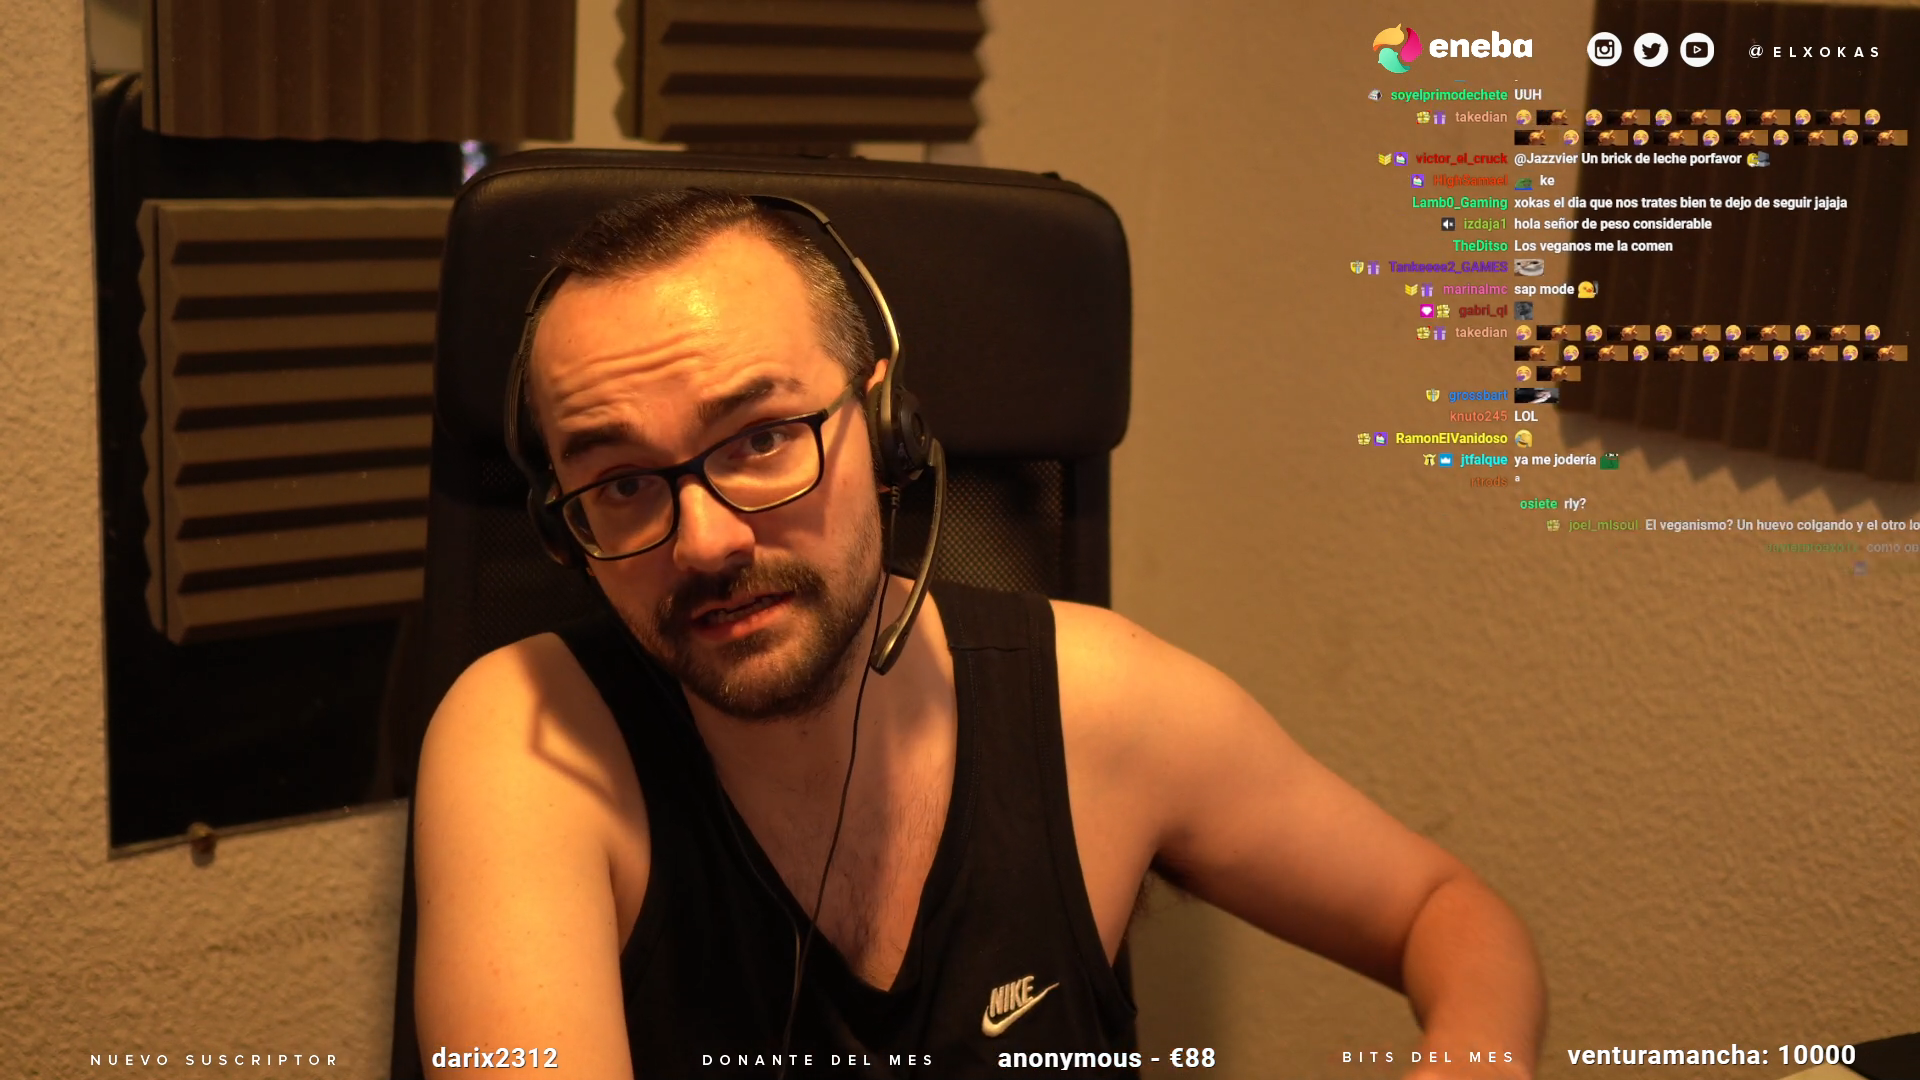 eneba
@ELXOKAS
soyelprimodechete UUH
takedian
victor_el_cruck @Jazzvier Un brick de leche porfavor
ke
Lamb0_Gaming xokas el dia que nos trates bien te dejo de seguir jajaja
izdaja1 hola señor de peso considerable
TheDitso Los veganos me la comen
Tankeeee2_GAMES
marinalmc sap mode
gabri_ql
takedian
grossbart
knuto245 LOL
RamonElVanidoso
jtfalque ya me jodería
rtrods a
osiete rly?
joel_mlsoul El veganismo? Un huevo colgando y el otro lo
como
NIKE
NUEVO SUSCRIPTOR darix2312 DONANTE DEL MES anonymous - €88 BITS DEL MES venturamancha: 10000